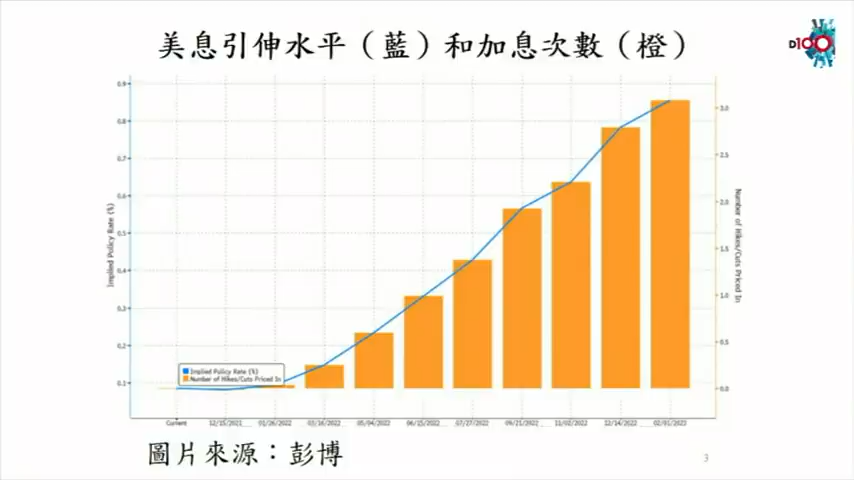 美息引伸水平（藍）和加息次數（橙）
D100
0.9
0.8
0.7
0.6
0.5
0.4
0.3
0.2
0.1
Implied Policy Rate (%)
3.0
2.5
2.0
1.5
1.0
0.5
0.0
Number of Hikes/Cuts Priced In
Implied Policy Rate (%)
Number of Hikes/Cuts Priced In
Current 12/15/2021 01/26/2022 03/16/2022 05/04/2022 06/15/2022 07/27/2022 09/21/2022 11/02/2022 12/14/2022 02/01/2023
圖片來源：彭博
3